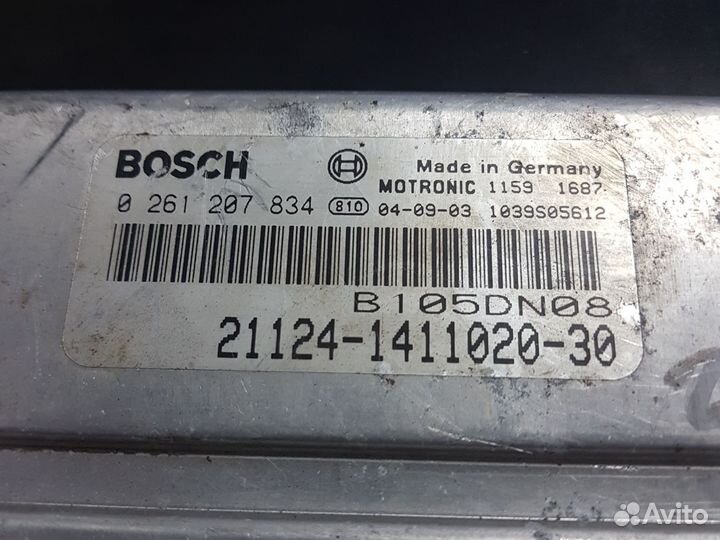 BOSCH Made in Germany
MOTRONIC 1159 1687
0 261 207 834 810 04-09-03 1039S05612
B105DN08
21124-1411020-30
Avito